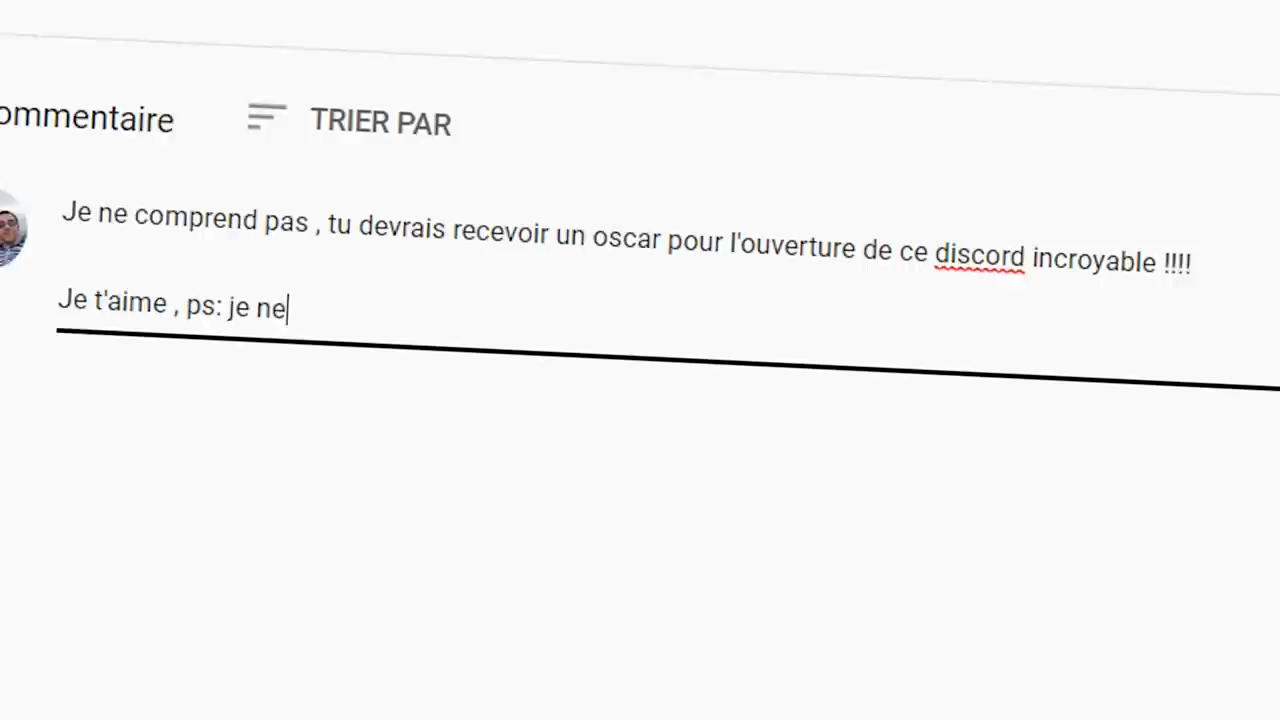 ommentaire
TRIER PAR
Je ne comprend pas , tu devrais recevoir un oscar pour l'ouverture de ce discord incroyable !!!!
Je t'aime , ps: je ne